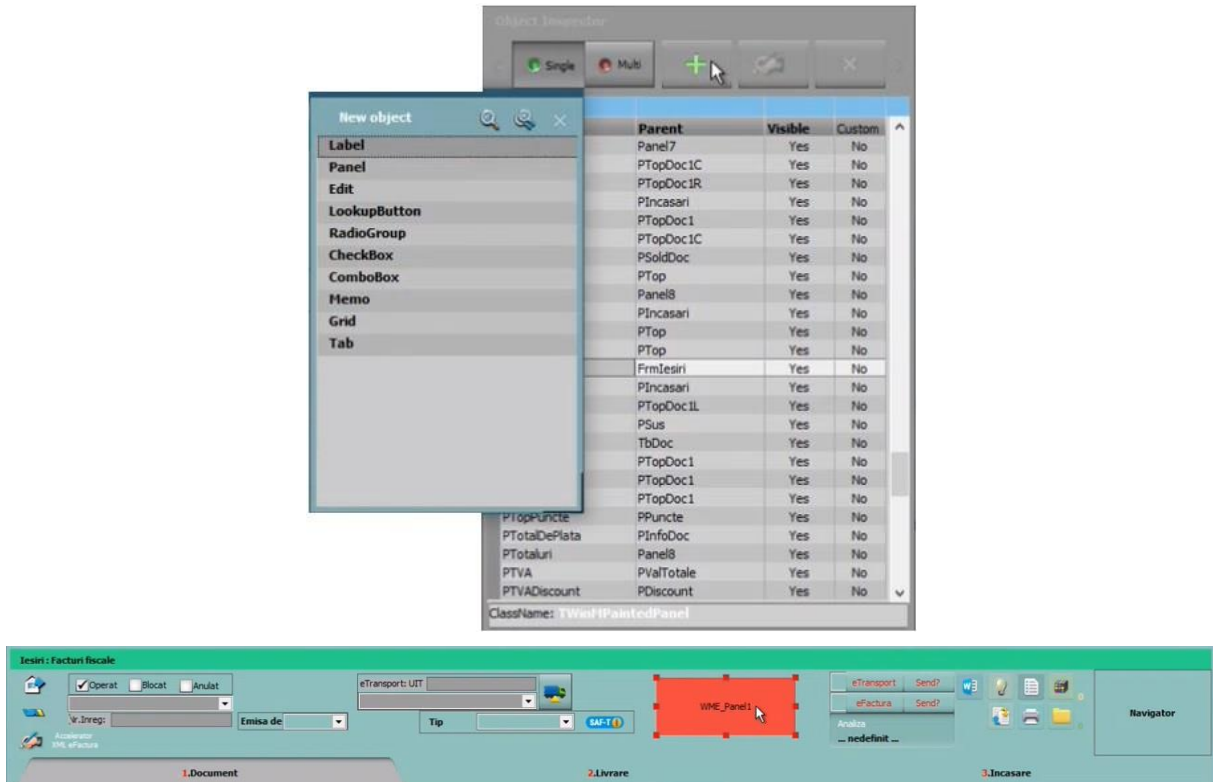 Object Inspector
Single Multi
New object
Label
Panel
Edit
LookupButton
RadioGroup
CheckBox
ComboBox
Memo
Grid
Tab
Parent Visible Custom
Panel7 Yes No
PTopDoc1C Yes No
PTopDoc1R Yes No
PIncasari Yes No
PTopDoc1 Yes No
PTopDoc1C Yes No
PSoldDoc Yes No
PTop Yes No
Panel8 Yes No
PIncasari Yes No
PTop Yes No
PTop Yes No
FrmIesiri Yes No
PIncasari Yes No
PTopDoc1L Yes No
PSus Yes No
TbDoc Yes No
PTopDoc1 Yes No
PTopDoc1 Yes No
PTopDoc1 Yes No
PTopPuncte PPuncte Yes No
PTotalDePlata PInfoDoc Yes No
PTotaluri Panel8 Yes No
PTVA PValTotale Yes No
PTVADiscount PDiscount Yes No
ClassName: TWinMPaintedPanel
Iesiri : Facturi fiscale
Operat Blocat Anulat
eTransport: UIT
eTransport Send?
WME_Panel1
eFactura Send?
Nr.Inreg: Emisa de Tip SAF-T
Navigator
Analiza
... nedefinit ...
Accelerator
XML eFactura
1.Document 2.Livrare 3.Incasare